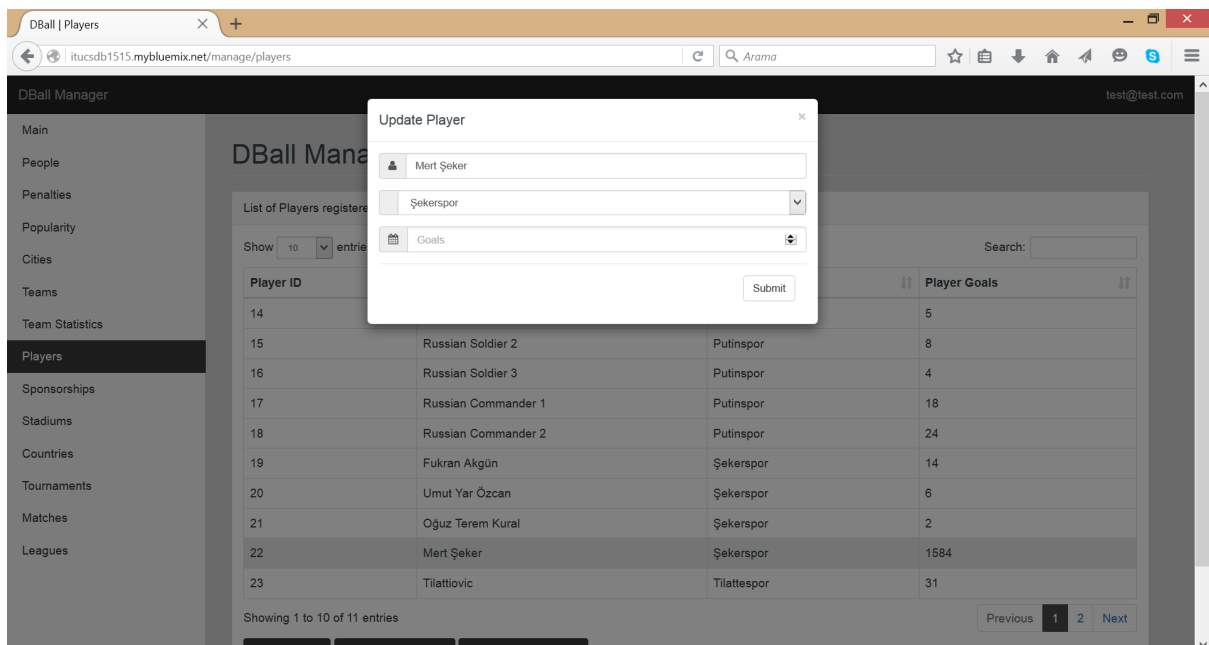 DBall | Players
itucsdb1515.mybluemix.net/manage/players
Arama
DBall Manager
test@test.com
Main
People
Penalties
Popularity
Cities
Teams
Team Statistics
Players
Sponsorships
Stadiums
Countries
Tournaments
Matches
Leagues
Update Player
×
Mert Şeker
Şekerspor
Goals
Submit
DBall Mana
List of Players registere
Show 10 entrie
Search:
Player ID Player Goals
14 5
15 Russian Soldier 2 Putinspor 8
16 Russian Soldier 3 Putinspor 4
17 Russian Commander 1 Putinspor 18
18 Russian Commander 2 Putinspor 24
19 Fukran Akgün Şekerspor 14
20 Umut Yar Özcan Şekerspor 6
21 Oğuz Terem Kural Şekerspor 2
22 Mert Şeker Şekerspor 1584
23 Tilattiovic Tilattespor 31
Showing 1 to 10 of 11 entries
Previous 1 2 Next